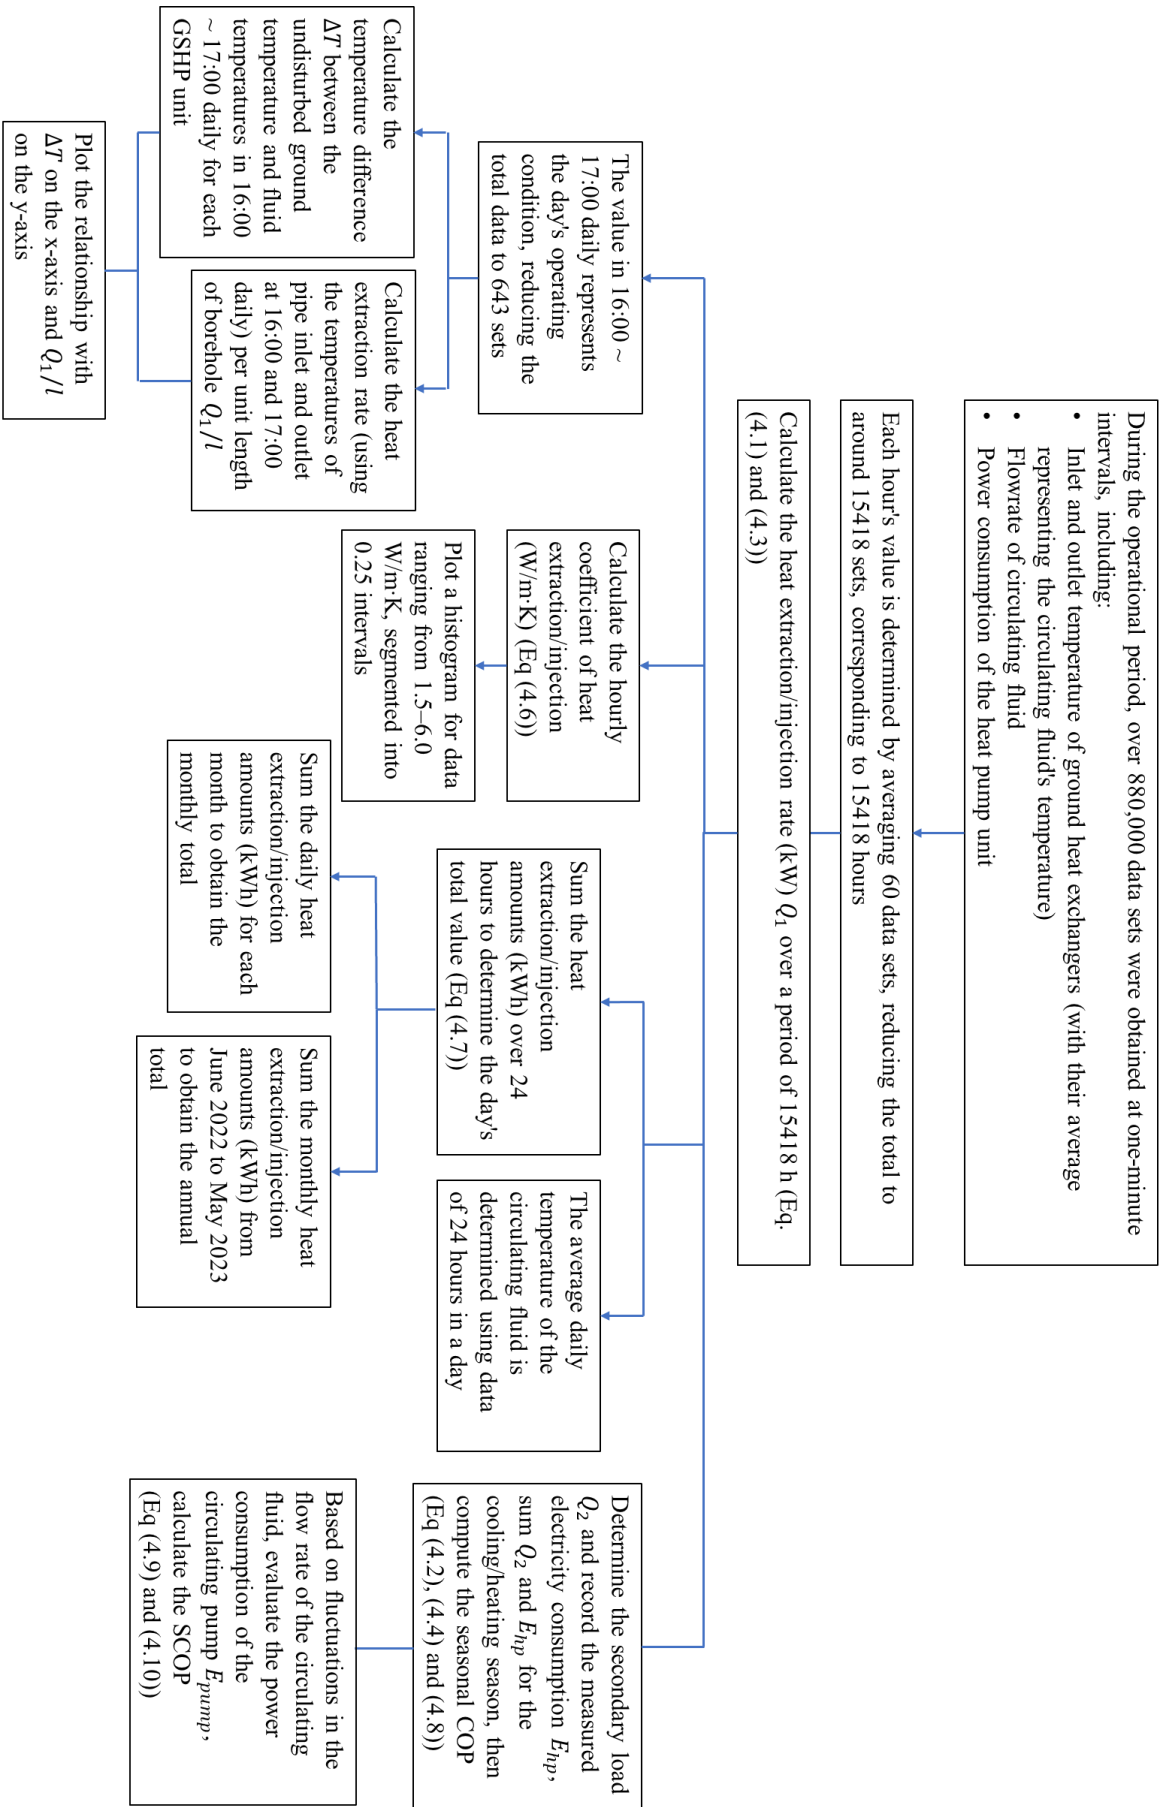 During the operational period, over 880,000 data sets were obtained at one-minute
intervals, including:
• Inlet and outlet temperature of ground heat exchangers (with their average
representing the circulating fluid's temperature)
• Flowrate of circulating fluid
• Power consumption of the heat pump unit
Each hour's value is determined by averaging 60 data sets, reducing the total to
around 15418 sets, corresponding to 15418 hours
Calculate the heat extraction/injection rate (kW) Q₁ over a period of 15418 h (Eq.
(4.1) and (4.3))
The value in 16:00 ~
17:00 daily represents
the day's operating
condition, reducing the
total data to 643 sets
Calculate the
temperature difference
ΔT between the
undisturbed ground
temperature and fluid
temperatures in 16:00
~ 17:00 daily for each
GSHP unit
Calculate the heat
extraction rate (using
the temperatures of
pipe inlet and outlet
at 16:00 and 17:00
daily) per unit length
of borehole Q₁/l
Plot the relationship with
ΔT on the x-axis and Q₁/l
on the y-axis
Calculate the hourly
coefficient of heat
extraction/injection
(W/m·K) (Eq (4.6))
Plot a histogram for data
ranging from 1.5–6.0
W/m·K, segmented into
0.25 intervals
Sum the heat
extraction/injection
amounts (kWh) over 24
hours to determine the day's
total value (Eq (4.7))
The average daily
temperature of the
circulating fluid is
determined using data
of 24 hours in a day
Sum the daily heat
extraction/injection
amounts (kWh) for each
month to obtain the
monthly total
Sum the monthly heat
extraction/injection
amounts (kWh) from
June 2022 to May 2023
to obtain the annual
total
Determine the secondary load
Q₂ and record the measured
electricity consumption E_hp,
sum Q₂ and E_hp for the
cooling/heating season, then
compute the seasonal COP
(Eq (4.2), (4.4) and (4.8))
Based on fluctuations in the
flow rate of the circulating
fluid, evaluate the power
consumption of the
circulating pump E_pump,
calculate the SCOP
(Eq (4.9) and (4.10))